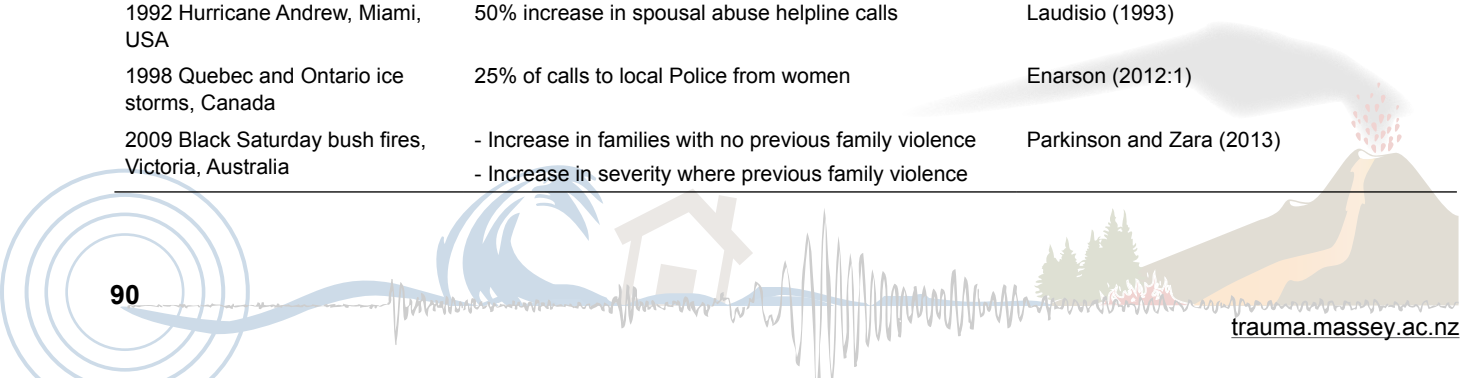 1992 Hurricane Andrew, Miami, 50% increase in spousal abuse helpline calls Laudisio (1993)
USA
1998 Quebec and Ontario ice 25% of calls to local Police from women Enarson (2012:1)
storms, Canada
2009 Black Saturday bush fires, - Increase in families with no previous family violence Parkinson and Zara (2013)
Victoria, Australia - Increase in severity where previous family violence
90
trauma.massey.ac.nz